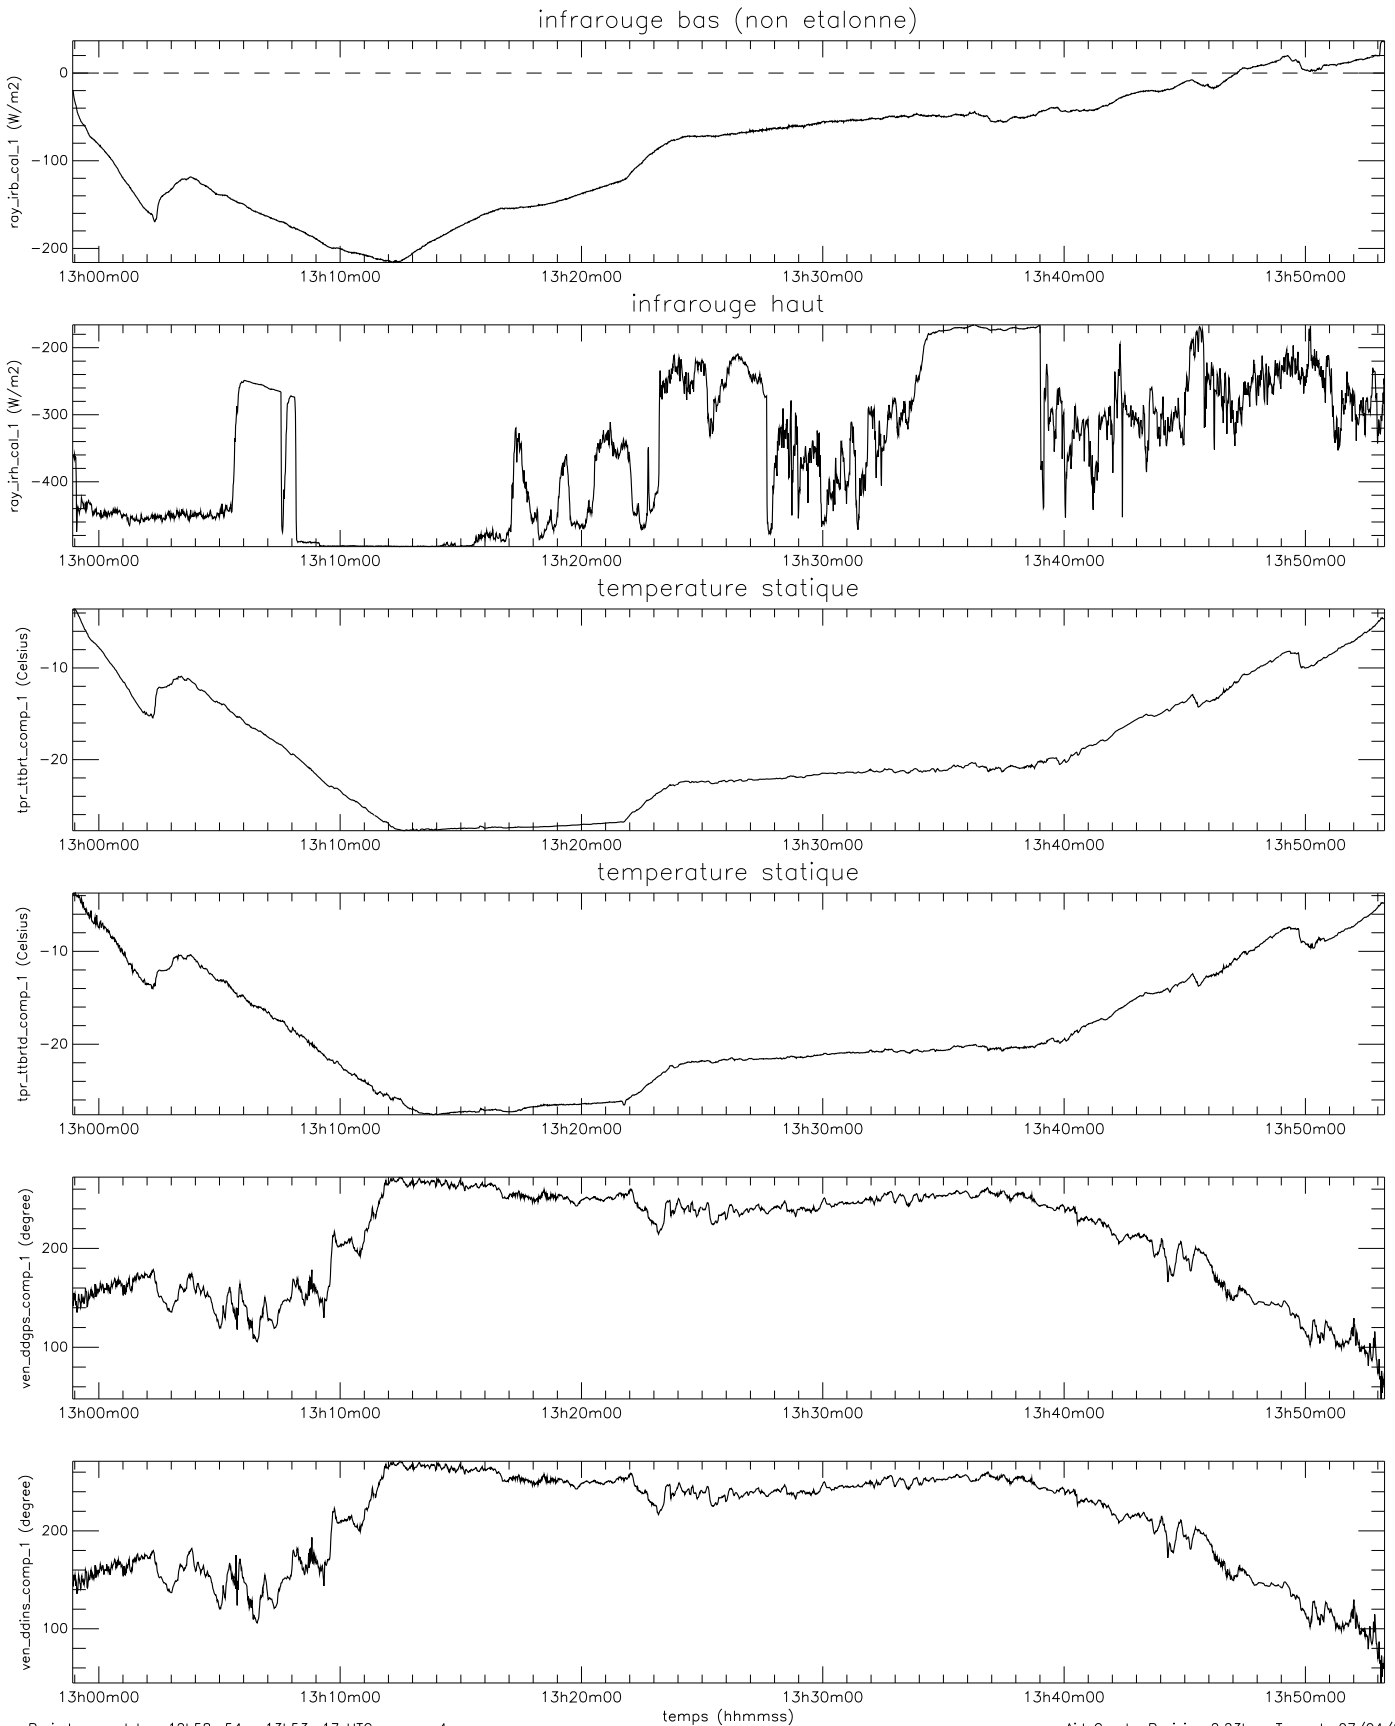 infrarouge bas (non etalonne)
ray_irb_cal_1 (W/m2)
0
−100
−200
13h00m00 13h10m00 13h20m00 13h30m00 13h40m00 13h50m00
infrarouge haut
ray_irh_cal_1 (W/m2)
−200
−300
−400
13h00m00 13h10m00 13h20m00 13h30m00 13h40m00 13h50m00
temperature statique
tpr_ttbrt_comp_1 (Celsius)
−10
−20
13h00m00 13h10m00 13h20m00 13h30m00 13h40m00 13h50m00
temperature statique
tpr_ttbrtd_comp_1 (Celsius)
−10
−20
13h00m00 13h10m00 13h20m00 13h30m00 13h40m00 13h50m00
ven_ddgps_comp_1 (degree)
200
100
13h00m00 13h10m00 13h20m00 13h30m00 13h40m00 13h50m00
ven_ddins_comp_1 (degree)
200
100
13h00m00 13h10m00 13h20m00 13h30m00 13h40m00 13h50m00
temps (hhmmss)